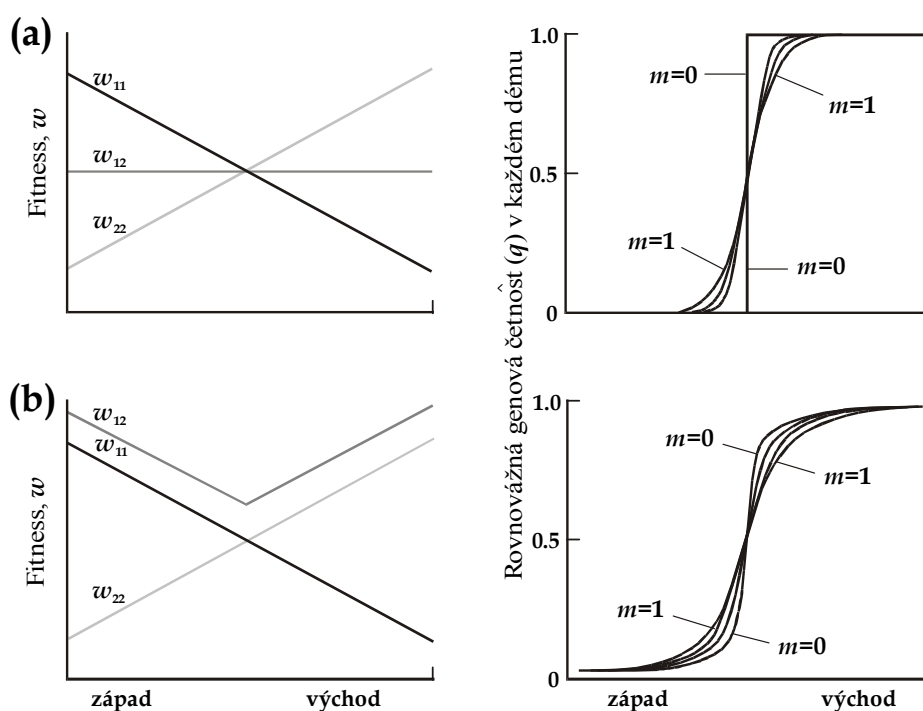 (a)
Fitness, w
w11
w12
w22
Rovnovážná genová četnost (q̂) v každém dému
1.0
0.5
0
m=0
m=1
m=1
m=0
(b)
Fitness, w
w12
w11
w22
západ
východ
1.0
0.5
0
m=0
m=1
m=1
m=0
západ
východ